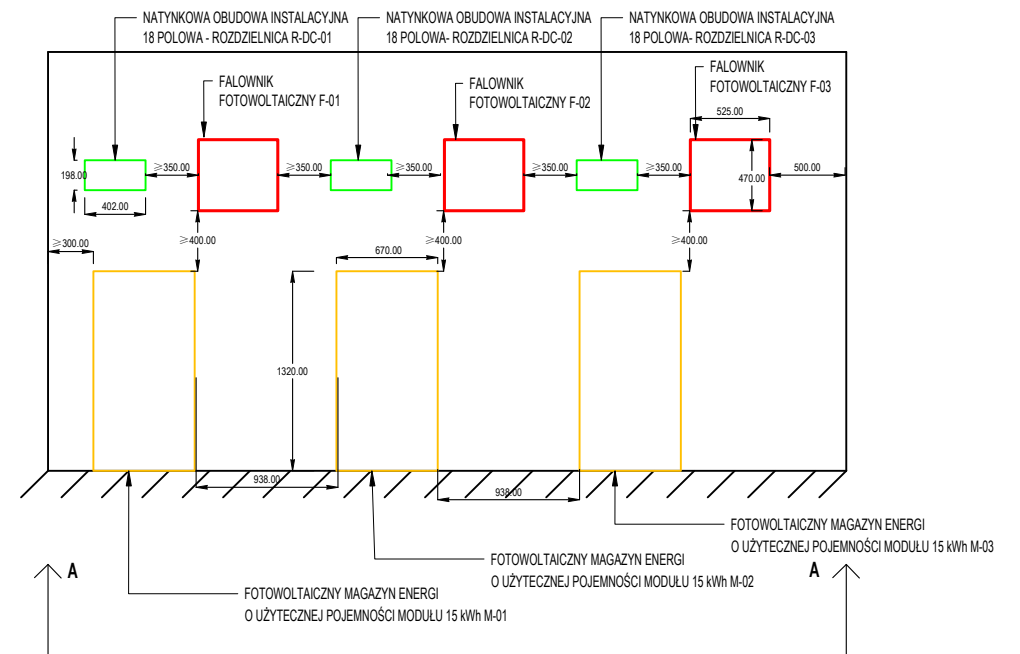 NATYNKOWA OBUDOWA INSTALACYJNA
18 POLOWA - ROZDZIELNICA R-DC-01
NATYNKOWA OBUDOWA INSTALACYJNA
18 POLOWA- ROZDZIELNICA R-DC-02
NATYNKOWA OBUDOWA INSTALACYJNA
18 POLOWA- ROZDZIELNICA R-DC-03
FALOWNIK
FOTOWOLTAICZNY F-01
FALOWNIK
FOTOWOLTAICZNY F-02
FALOWNIK
FOTOWOLTAICZNY F-03
525.00
198.00
≥350.00
≥350.00
≥350.00
≥350.00
≥350.00
470.00
500.00
402.00
≥300.00
≥400.00
670.00
≥400.00
≥400.00
1320.00
938.00
938.00
FOTOWOLTAICZNY MAGAZYN ENERGI
O UŻYTECZNEJ POJEMNOŚCI MODUŁU 15 kWh M-03
FOTOWOLTAICZNY MAGAZYN ENERGI
O UŻYTECZNEJ POJEMNOŚCI MODUŁU 15 kWh M-02
FOTOWOLTAICZNY MAGAZYN ENERGI
O UŻYTECZNEJ POJEMNOŚCI MODUŁU 15 kWh M-01
A
A